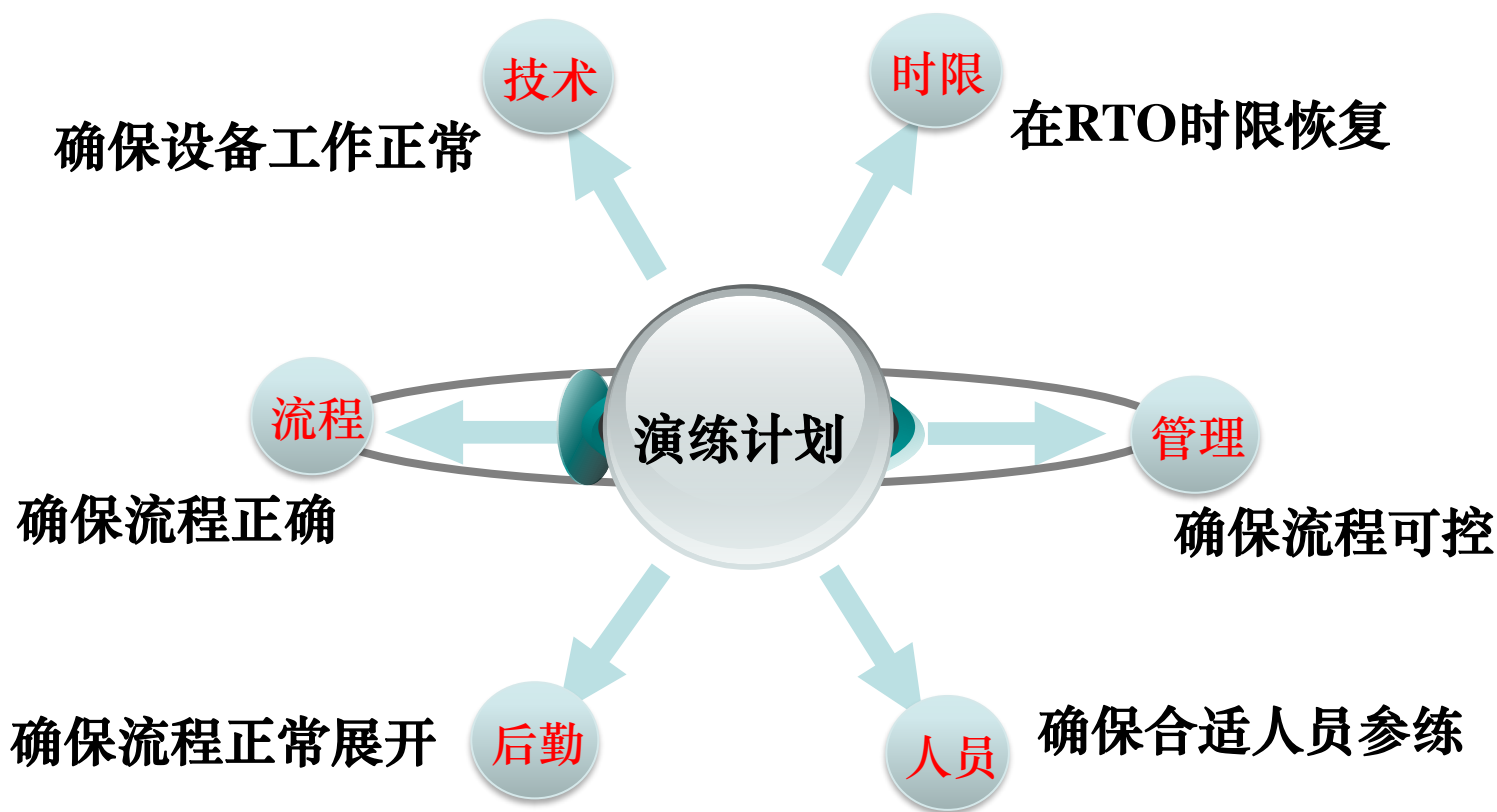 技术
时限
确保设备工作正常
在RTO时限恢复
流程
演练计划
管理
确保流程正确
确保流程可控
后勤
人员
确保流程正常展开
确保合适人员参练